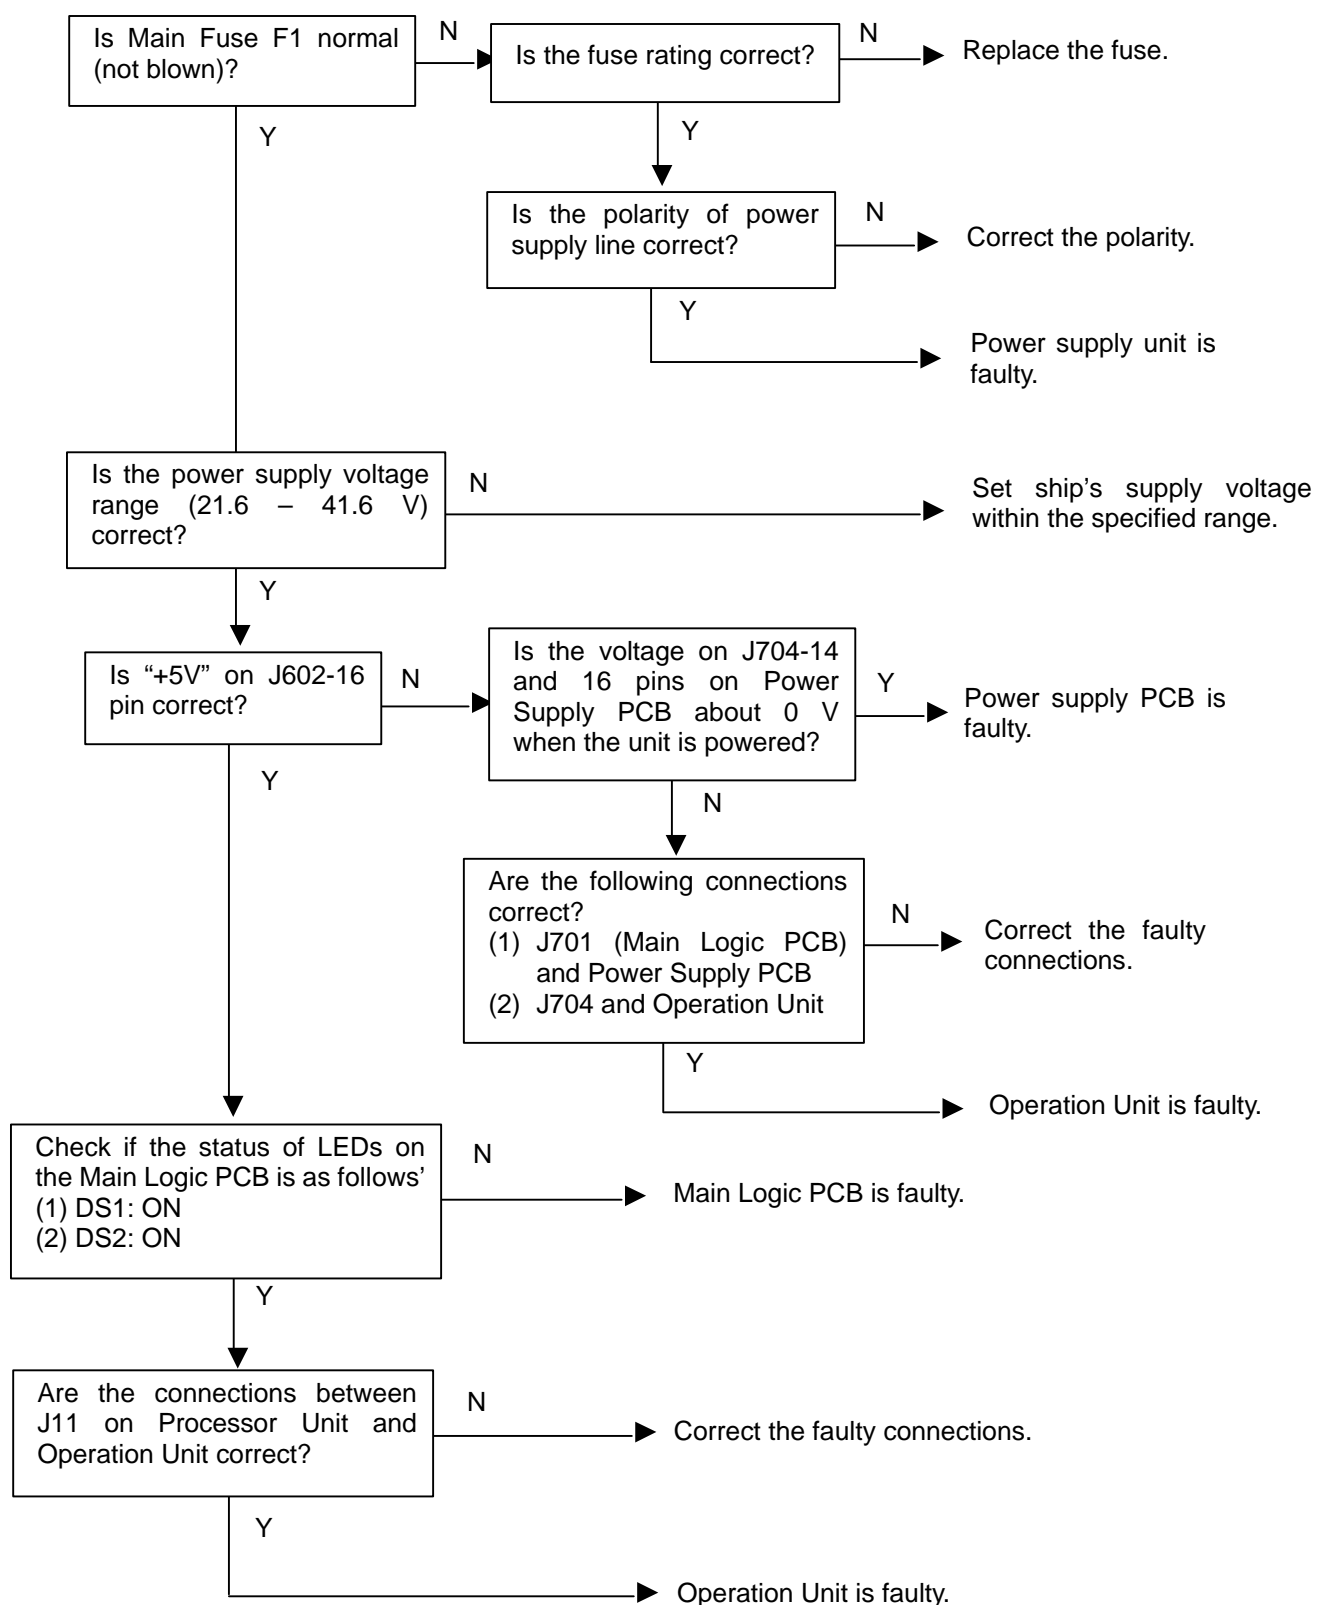 Is Main Fuse F1 normal
(not blown)?
N
Is the fuse rating correct?
N
Replace the fuse.
Y
Y
Is the polarity of power
supply line correct?
N
Correct the polarity.
Y
Power supply unit is
faulty.
Is the power supply voltage
range (21.6 – 41.6 V)
correct?
N
Set ship's supply voltage
within the specified range.
Y
Is “+5V” on J602-16
pin correct?
N
Is the voltage on J704-14
and 16 pins on Power
Supply PCB about 0 V
when the unit is powered?
Y
Power supply PCB is
faulty.
Y
N
Are the following connections
correct?
(1) J701 (Main Logic PCB)
and Power Supply PCB
(2) J704 and Operation Unit
N
Correct the faulty
connections.
Y
Operation Unit is faulty.
Check if the status of LEDs on
the Main Logic PCB is as follows’
(1) DS1: ON
(2) DS2: ON
N
Main Logic PCB is faulty.
Y
Are the connections between
J11 on Processor Unit and
Operation Unit correct?
N
Correct the faulty connections.
Y
Operation Unit is faulty.